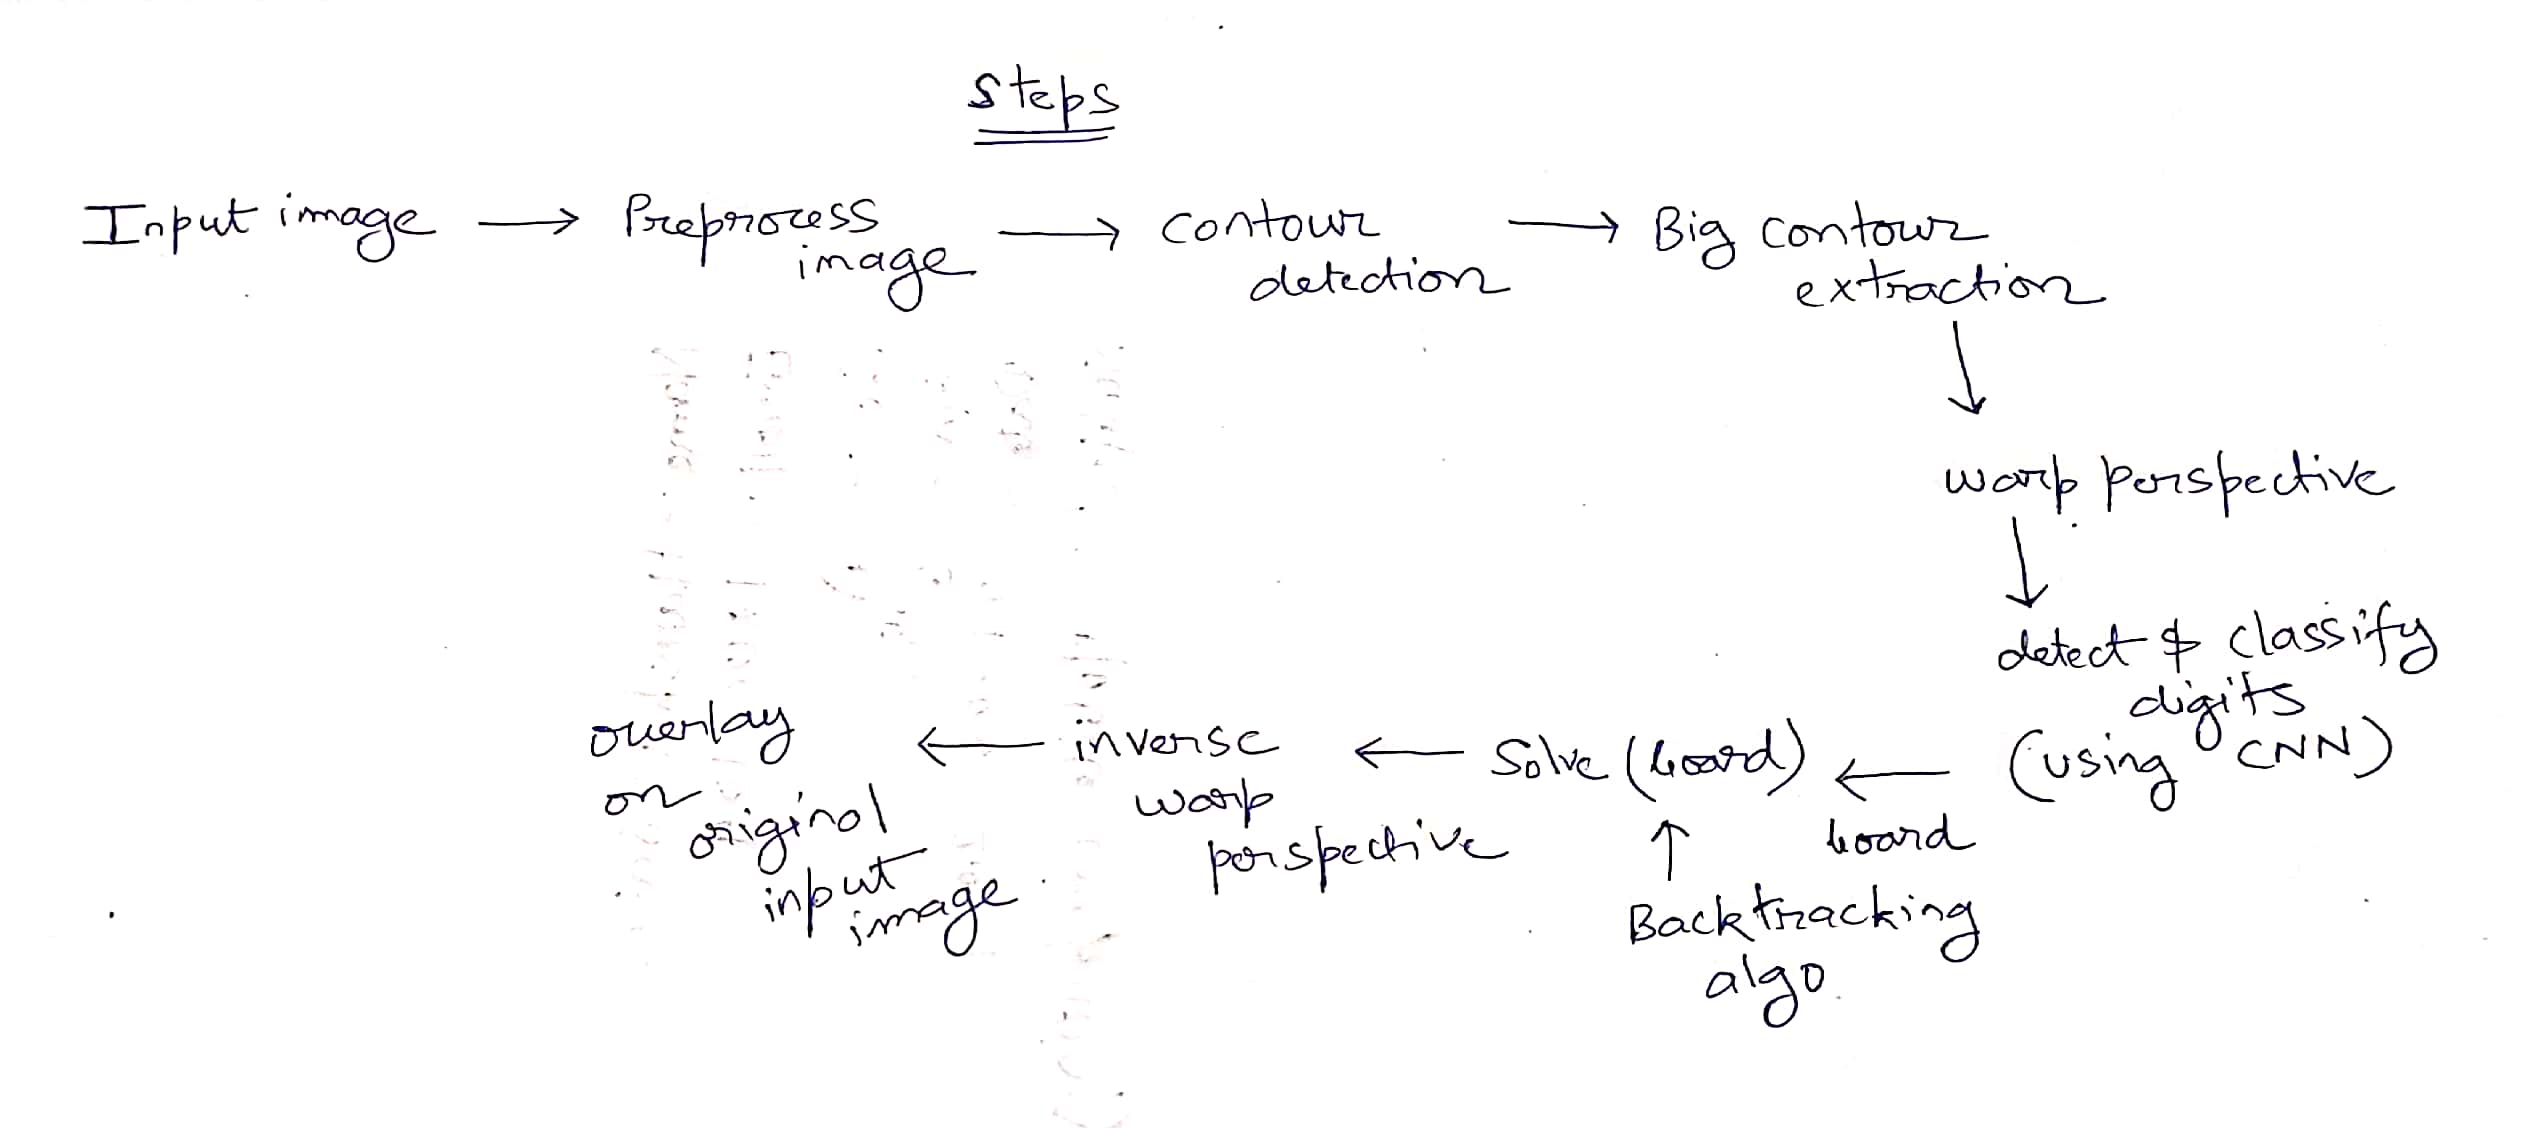 Steps
Input image → Preprocess
image
→ contour
detection
→ Big contour
extraction
↓
warp perspective
↓
detect & classify
digits
(using CNN)
← board
Solve (board)
↑
Backtracking
algo.
← inverse
warp
perspective
← overlay
on
original
input
image.